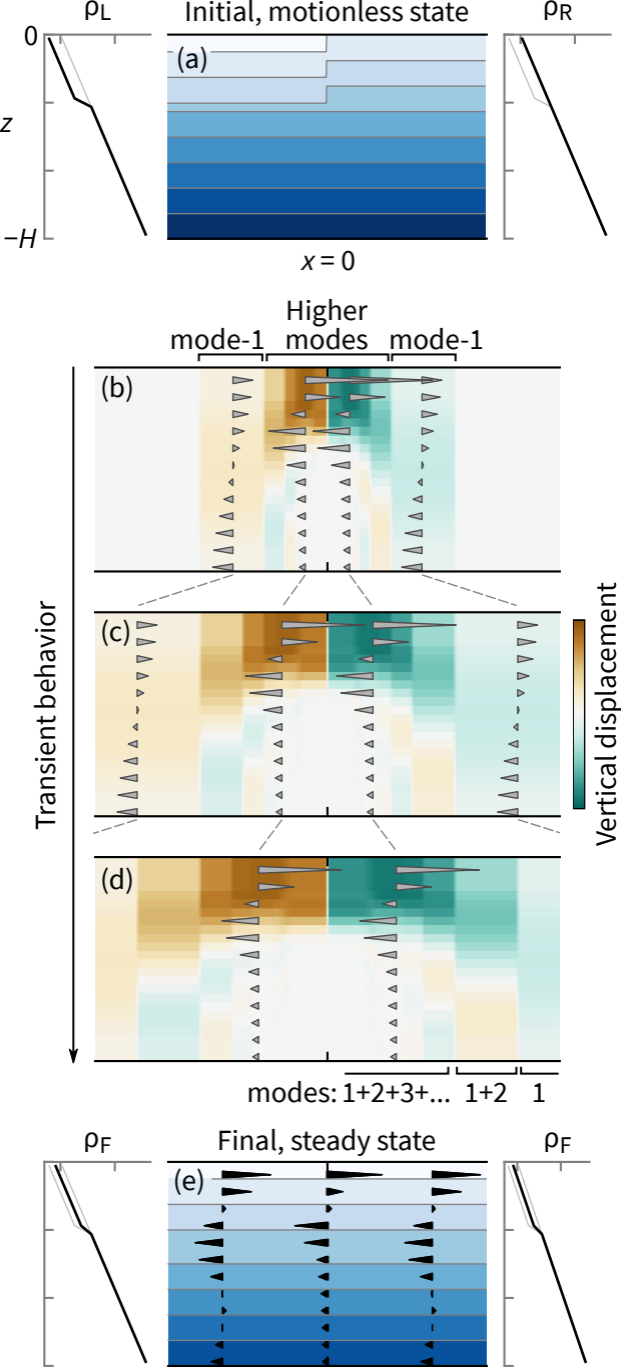 ρL Initial, motionless state ρR
0
(a)
z
−H
x = 0
Higher
mode-1 modes mode-1
(b)
(c)
(d)
Transient behavior
Vertical displacement
modes: 1+2+3+... 1+2 1
ρF Final, steady state ρF
(e)